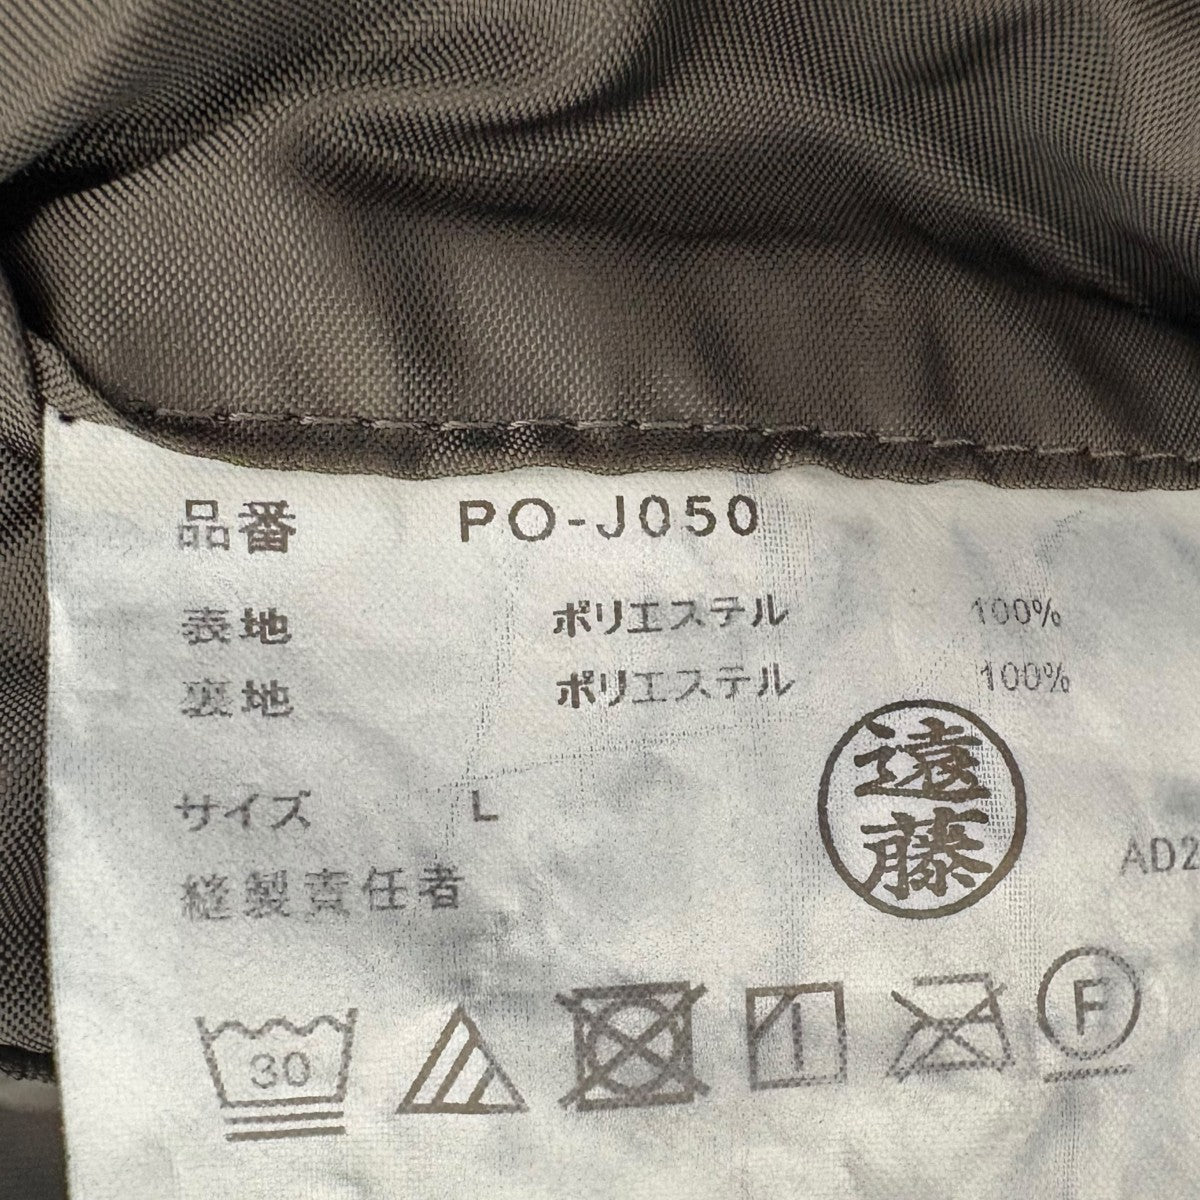 品番 PO-J050
表地 ポリエステル 100%
裏地 ポリエステル 100%
サイズ L
縫製責任者
遠藤
AD2
30
F